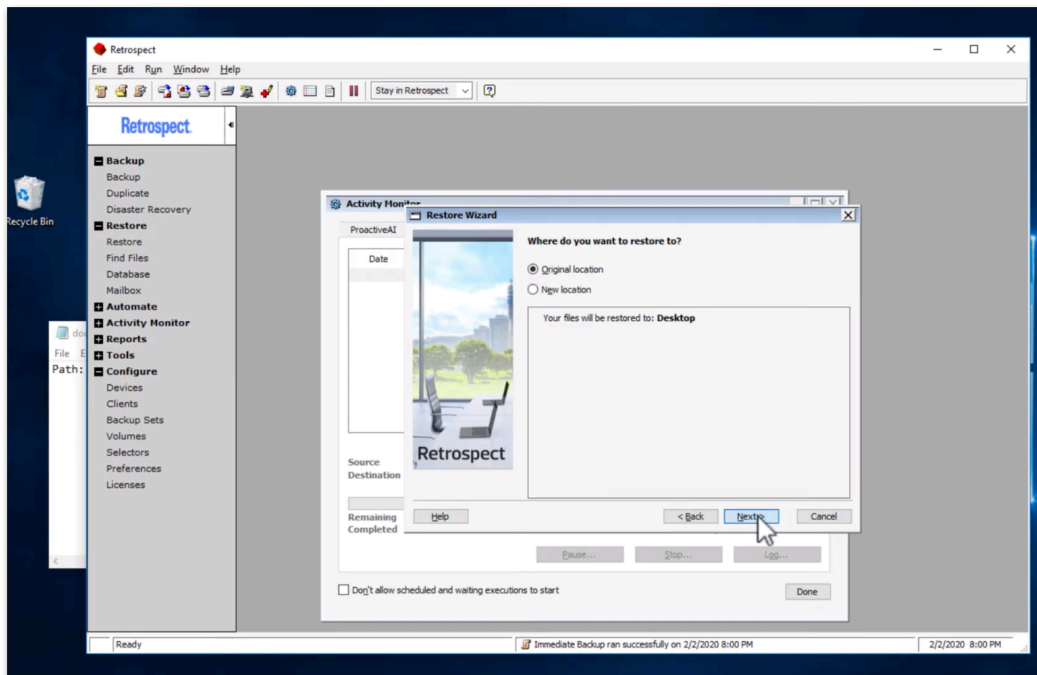 Retrospect
File Edit Run Window Help
Stay in Retrospect
Retrospect
Backup
Backup
Duplicate
Disaster Recovery
Restore
Restore
Find Files
Database
Mailbox
Automate
Activity Monitor
Reports
Tools
Configure
Devices
Clients
Backup Sets
Volumes
Selectors
Preferences
Licenses
Recycle Bin
File
Path:
Activity Monitor
ProactiveAI
Date
Source
Destination
Remaining
Completed
Restore Wizard
Where do you want to restore to?
Original location
New location
Your files will be restored to: Desktop
Retrospect
Help < Back Next > Cancel
Pause... Stop... Log...
Don't allow scheduled and waiting executions to start Done
Ready Immediate Backup ran successfully on 2/2/2020 8:00 PM 2/2/2020 8:00 PM